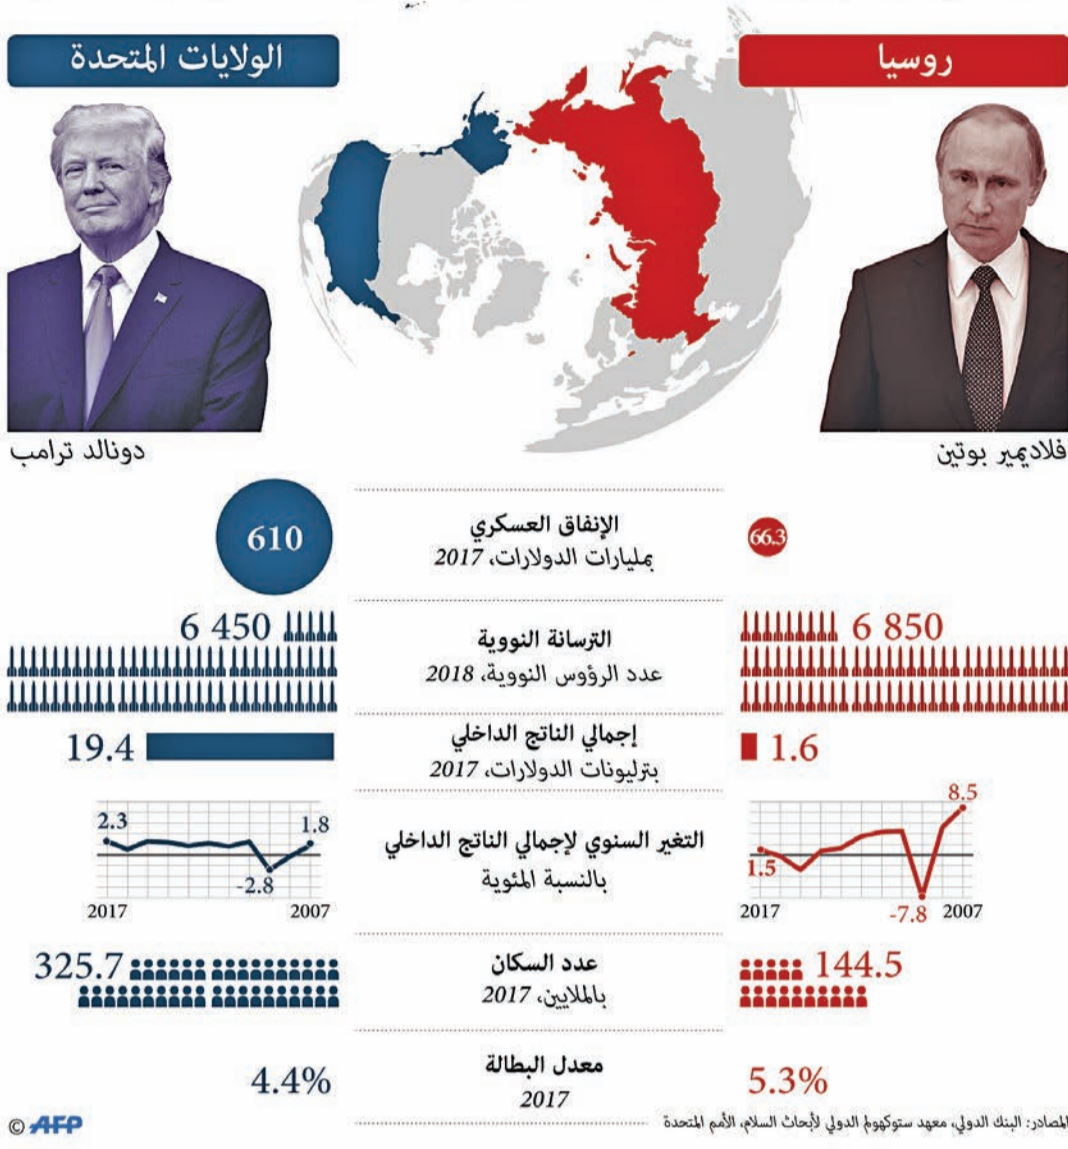 روسيا
الولايات المتحدة
فلاديمير بوتين
دونالد ترامب
66.3
الإنفاق العسكري
بمليارات الدولارات، 2017
610
6 850
الترسانة النووية
عدد الرؤوس النووية، 2018
6 450
1.6
إجمالي الناتج الداخلي
بتزليونات الدولارات، 2017
19.4
8.5
1.5
-7.8
2017
2007
التغير السنوي لإجمالي الناتج الداخلي
بالنسبة المئوية
2.3
1.8
-2.8
2017
2007
144.5
عدد السكان
بالملايين، 2017
325.7
5.3%
معدل البطالة
2017
4.4%
المصادر: البنك الدولي، معهد ستوكهولم الدولي لأبحاث السلام، الأمم المتحدة
© AFP